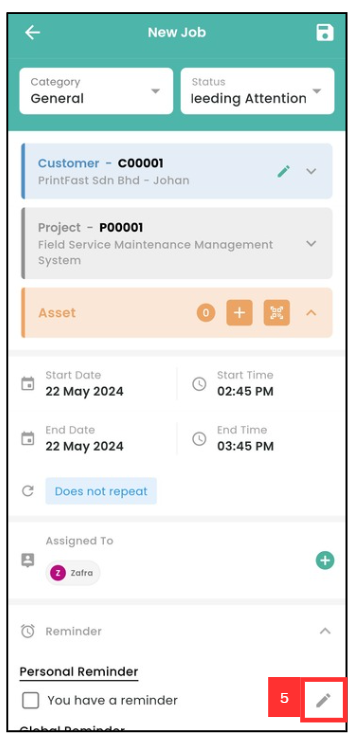 New Job
Category
General
Status
leeding Attention
Customer - C00001
PrintFast Sdn Bhd - Johan
Project - P00001
Field Service Maintenance Management
System
Asset
0
Start Date
22 May 2024
Start Time
02:45 PM
End Date
22 May 2024
End Time
03:45 PM
Does not repeat
Assigned To
Z Zafra
Reminder
Personal Reminder
You have a reminder
5
Global Reminder